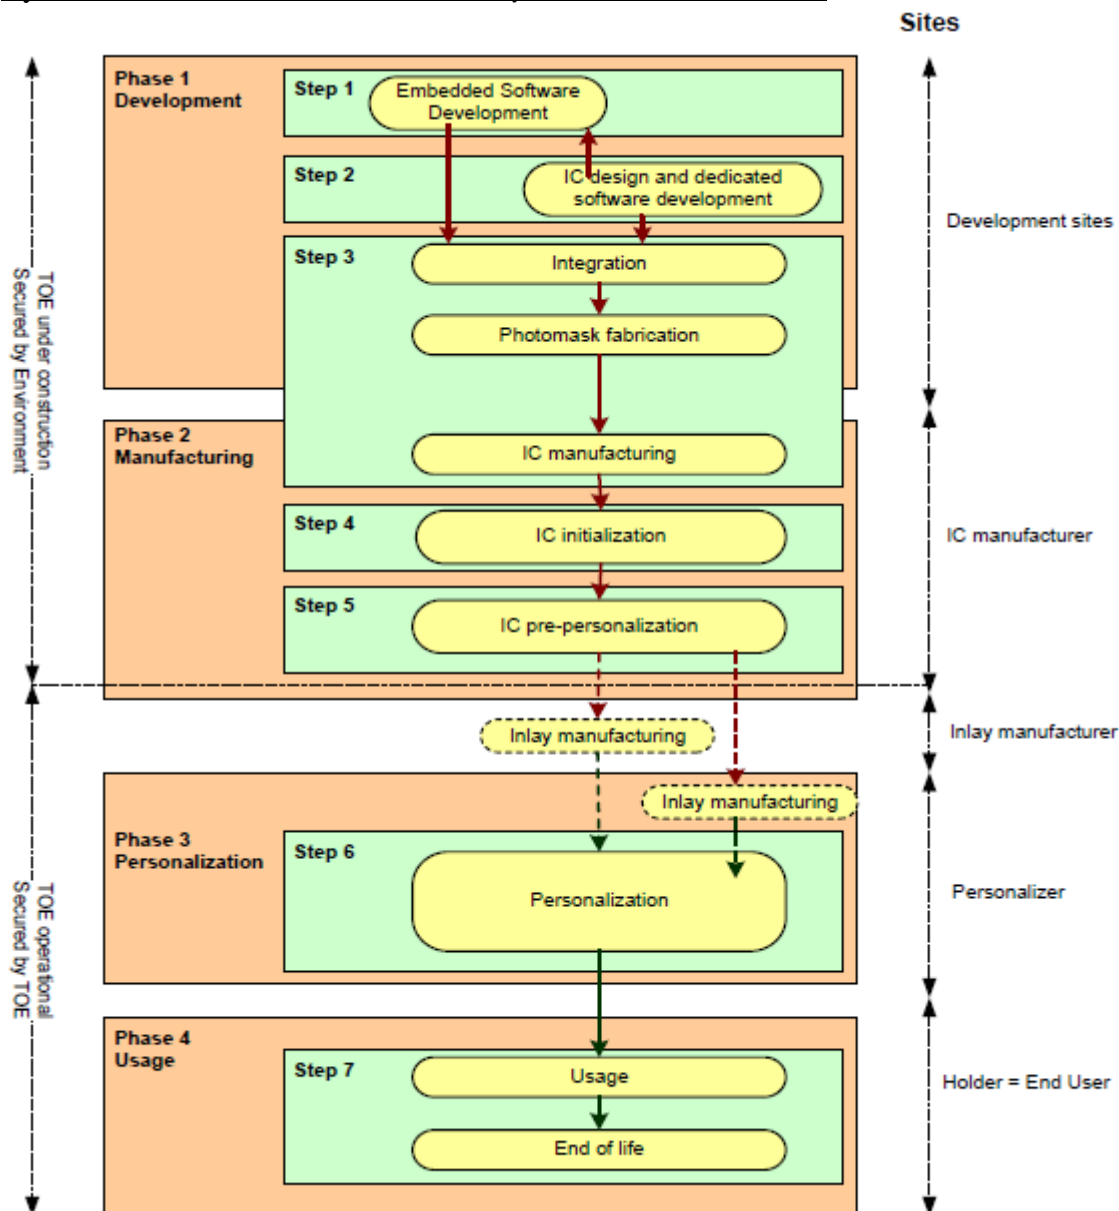 Sites
Phase 1
Development
Step 1
Embedded Software
Development
Step 2
IC design and dedicated
software development
Step 3
Integration
Photomask fabrication
Development sites
TOE under construction
Secured by Environment
Phase 2
Manufacturing
IC manufacturing
Step 4
IC initialization
IC manufacturer
Step 5
IC pre-personalization
Inlay manufacturing
Inlay manufacturer
Inlay manufacturing
Phase 3
Personalization
Step 6
Personalization
Personalizer
TOE operational
Secured by TOE
Phase 4
Usage
Step 7
Usage
Holder = End User
End of life